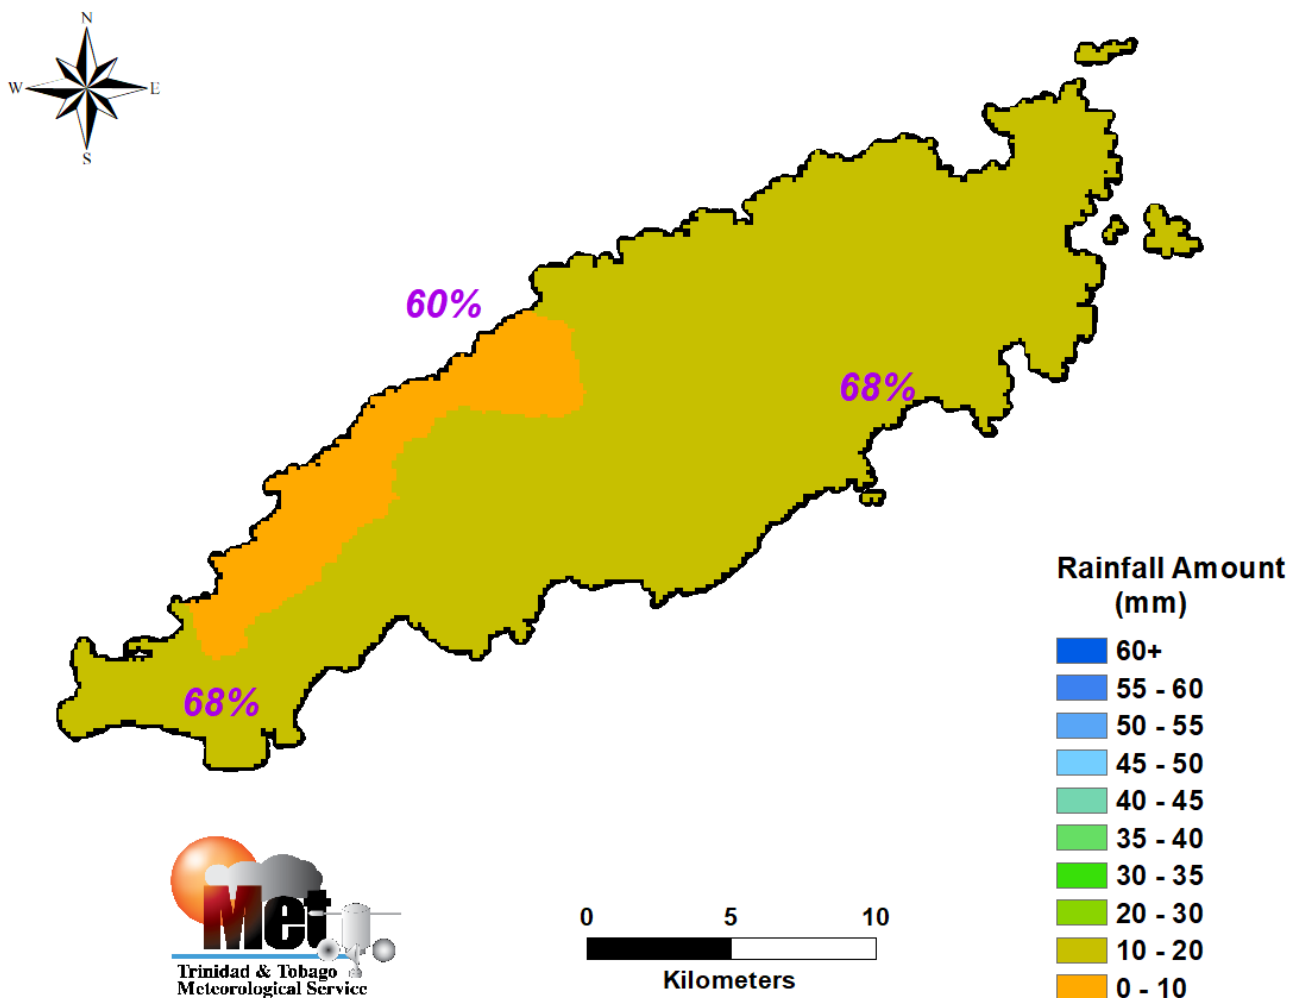 N
W
E
S
60%
68%
68%
Rainfall Amount
(mm)
60+
55 - 60
50 - 55
45 - 50
40 - 45
35 - 40
30 - 35
20 - 30
10 - 20
0 - 10
Met
Trinidad & Tobago
Meteorological Service
0 5 10
Kilometers